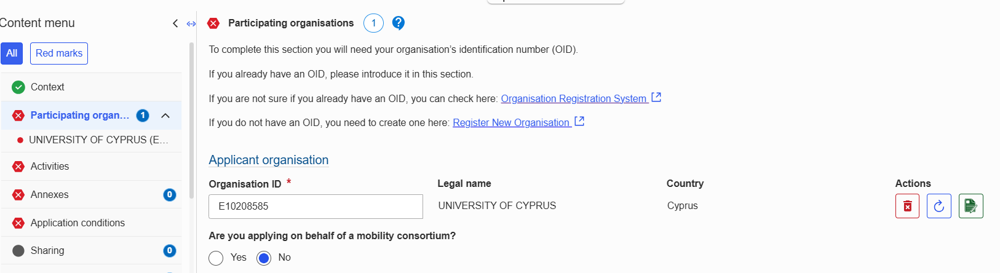 Content menu
All
Red marks
Context
Participating organ... 1
UNIVERSITY OF CYPRUS (E...
Activities
Annexes 0
Application conditions
Sharing 0
Participating organisations 1 ?
To complete this section you will need your organisation's identification number (OID).
If you already have an OID, please introduce it in this section.
If you are not sure if you already have an OID, you can check here: Organisation Registration System
If you do not have an OID, you need to create one here: Register New Organisation
Applicant organisation
Organisation ID * Legal name Country Actions
E10208585 UNIVERSITY OF CYPRUS Cyprus
Are you applying on behalf of a mobility consortium?
Yes No